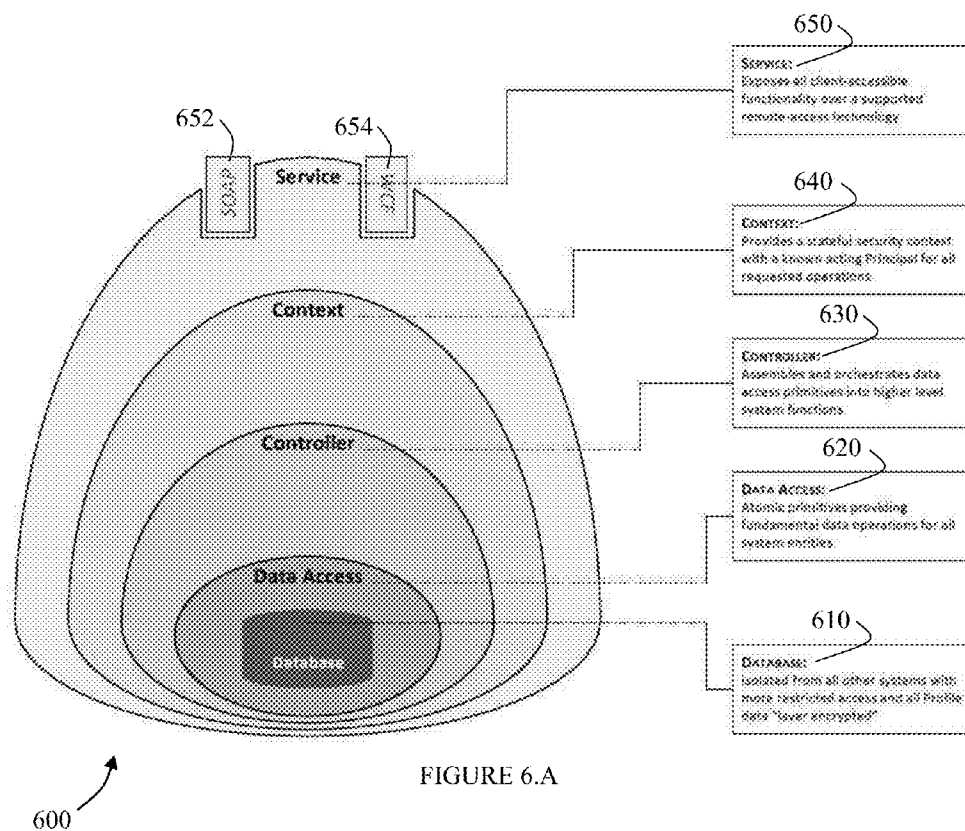 650
SERVICE:
Exposes all client-accessible
functionality over a supported
remote-access technology
652
654
SOAP
Service
640
CONTEXT:
Provides a stateful security context
with a known acting Principal for all
requested operations.
Context
630
CONTROLLER:
Assembles and orchestrates data
access primitives into higher level
system functions
Controller
620
DATA ACCESS:
Atomic primitives providing
fundamental data operations for all
system entities.
Data Access
610
DATABASE:
Isolated from all other systems with
more restricted access and all Profile
data "layer encrypted"
Database
FIGURE 6.A
600